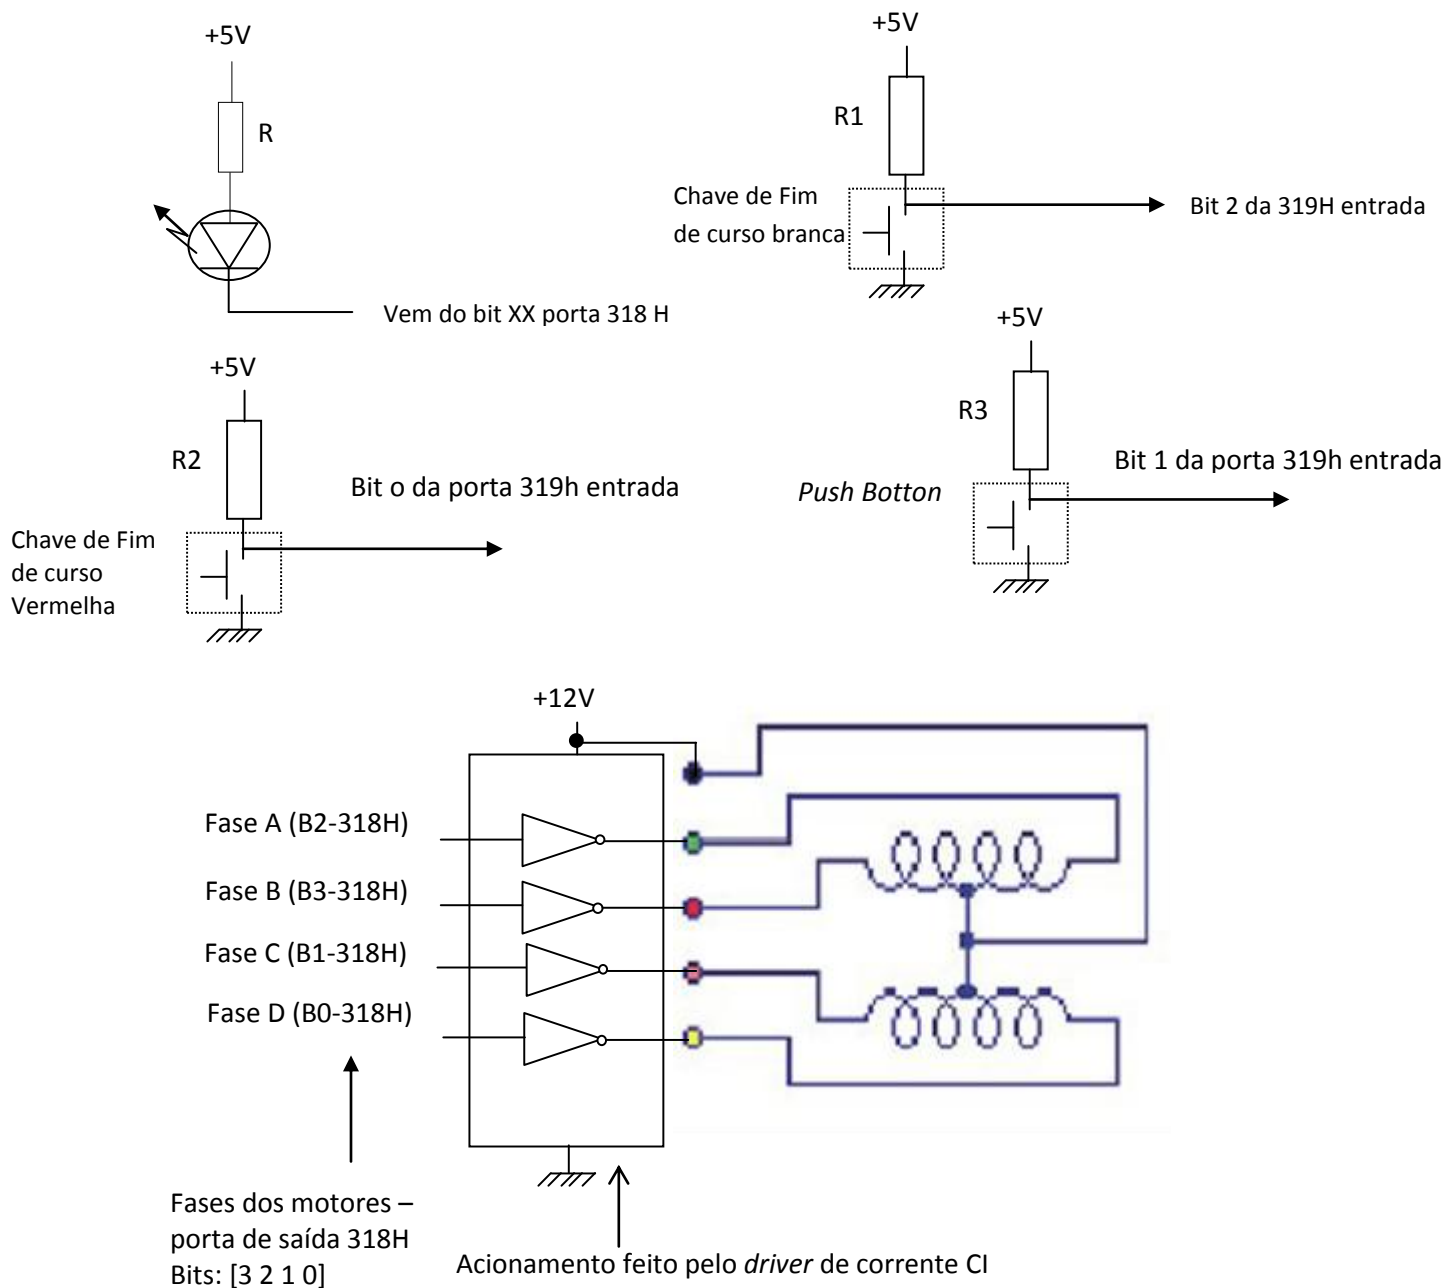 +5V
R
Vem do bit XX porta 318 H
+5V
R1
Chave de Fim
de curso branca
Bit 2 da 319H entrada
+5V
R2
Bit o da porta 319h entrada
Chave de Fim
de curso
Vermelha
+5V
R3
Bit 1 da porta 319h entrada
Push Botton
+12V
Fase A (B2-318H)
Fase B (B3-318H)
Fase C (B1-318H)
Fase D (B0-318H)
Fases dos motores –
porta de saída 318H
Bits: [3 2 1 0]
Acionamento feito pelo driver de corrente CI